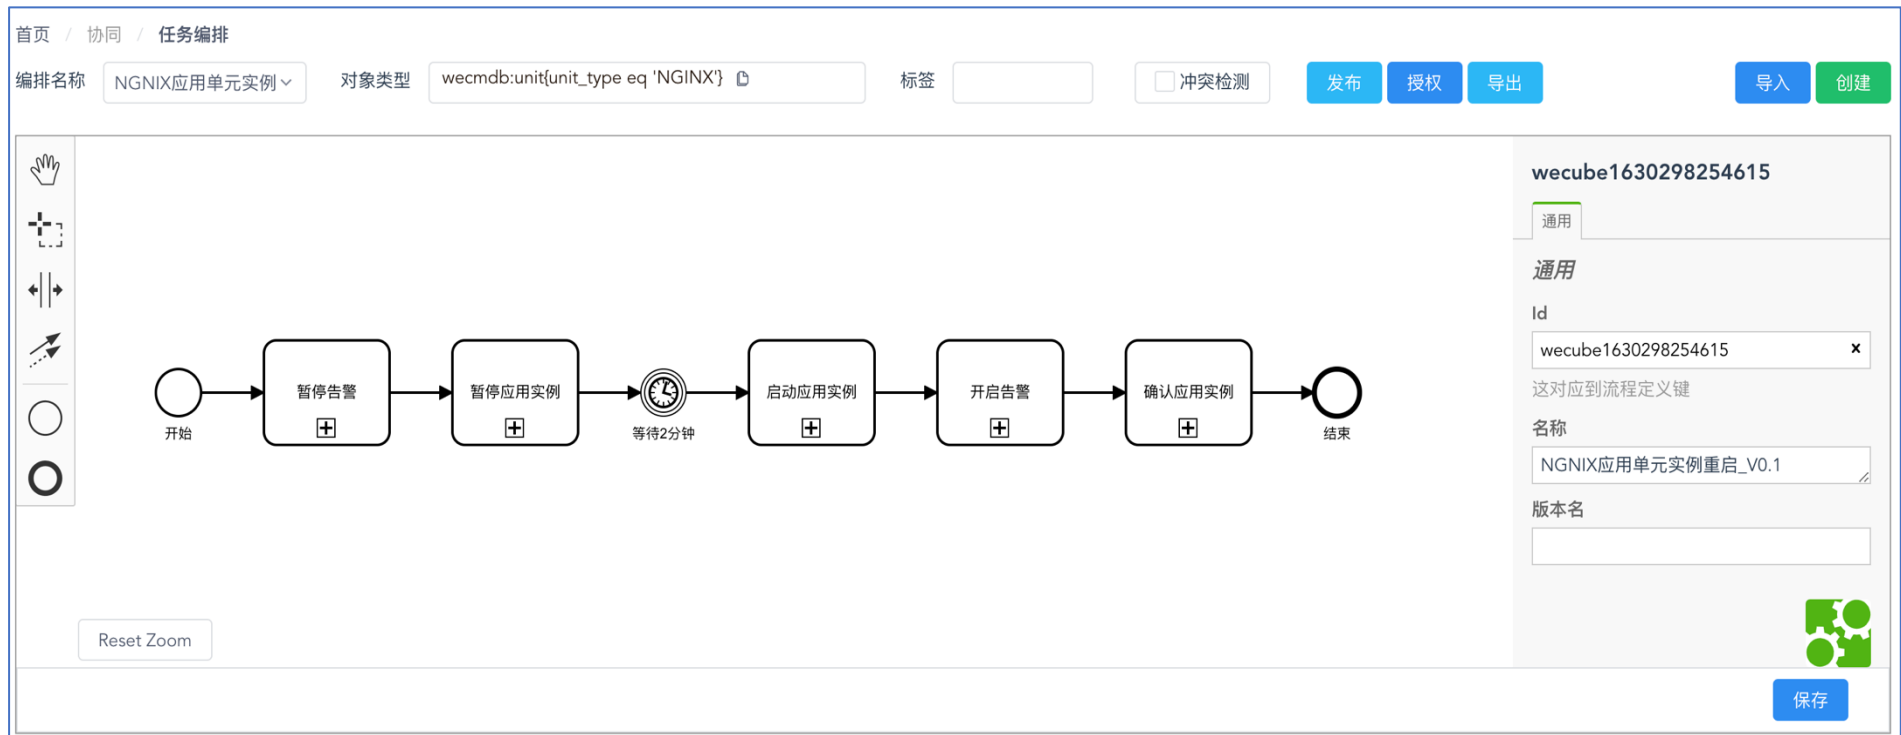 首页 / 协同 / 任务编排
编排名称 NGNIX应用单元实例 对象类型 wecmdb:unit{unit_type eq 'NGINX'} 标签 冲突检测 发布 授权 导出 导入 创建
wecube1630298254615
通用
通用
Id
wecube1630298254615
这对应到流程定义键
名称
NGNIX应用单元实例重启_V0.1
版本名
暂停告警 暂停应用实例 启动应用实例 开启告警 确认应用实例
开始 等待2分钟 结束
Reset Zoom
保存